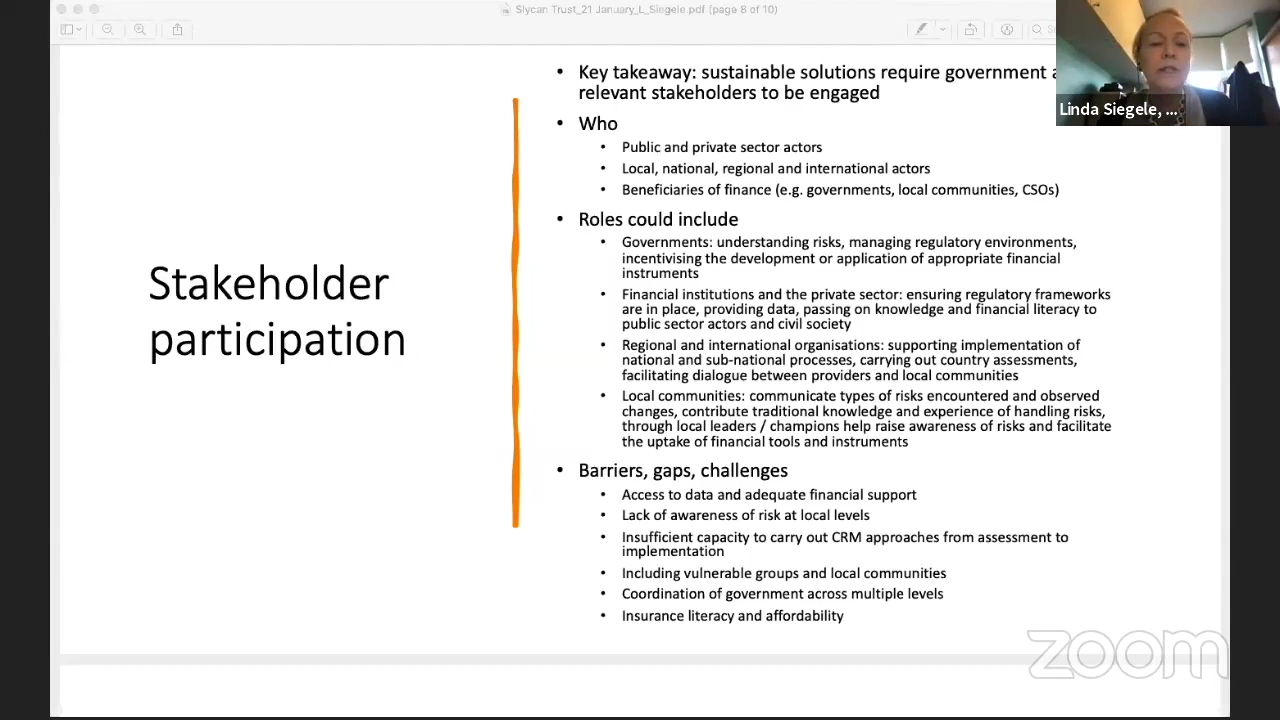 Slycan Trust_21 January_L_Siegele.pdf (page 8 of 10)
Linda Siegele, ...
Stakeholder
participation
• Key takeaway: sustainable solutions require government
relevant stakeholders to be engaged
• Who
• Public and private sector actors
• Local, national, regional and international actors
• Beneficiaries of finance (e.g. governments, local communities, CSOs)
• Roles could include
• Governments: understanding risks, managing regulatory environments,
incentivising the development or application of appropriate financial
instruments
• Financial institutions and the private sector: ensuring regulatory frameworks
are in place, providing data, passing on knowledge and financial literacy to
public sector actors and civil society
• Regional and international organisations: supporting implementation of
national and sub-national processes, carrying out country assessments,
facilitating dialogue between providers and local communities
• Local communities: communicate types of risks encountered and observed
changes, contribute traditional knowledge and experience of handling risks,
through local leaders / champions help raise awareness of risks and facilitate
the uptake of financial tools and instruments
• Barriers, gaps, challenges
• Access to data and adequate financial support
• Lack of awareness of risk at local levels
• Insufficient capacity to carry out CRM approaches from assessment to
implementation
• Including vulnerable groups and local communities
• Coordination of government across multiple levels
• Insurance literacy and affordability
zoom